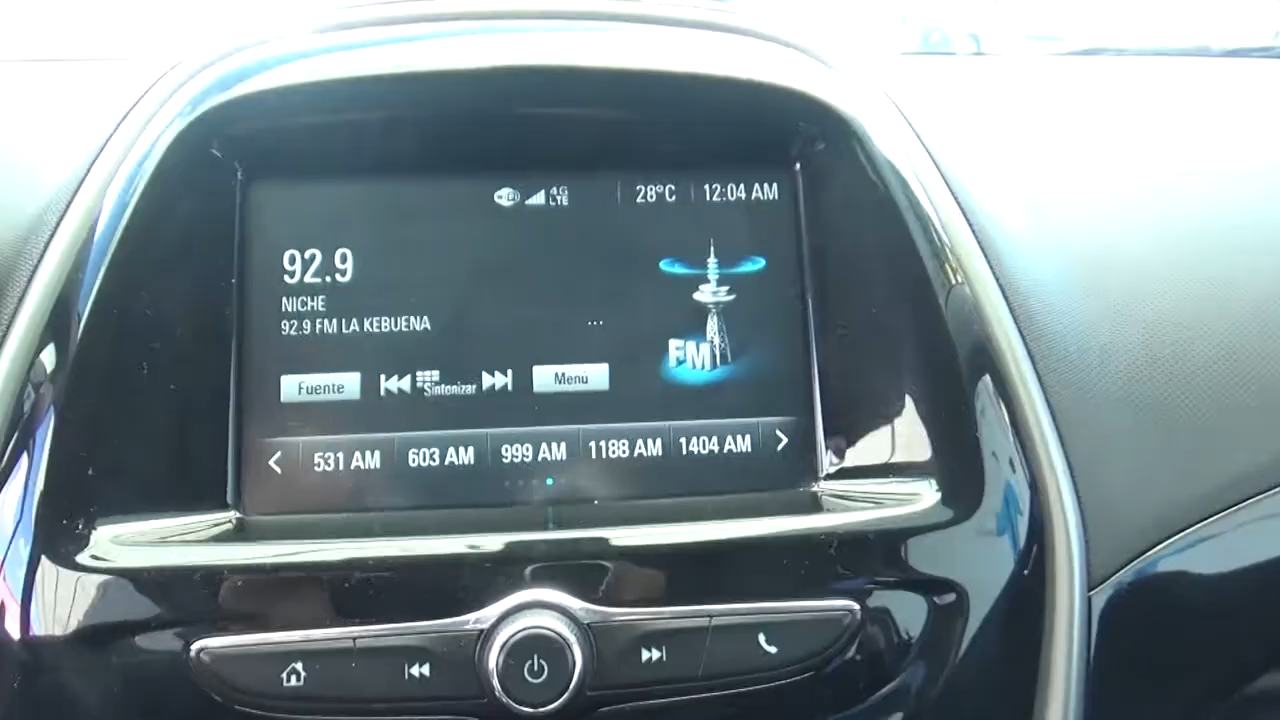 4G
LTE
28°C
12:04 AM
92.9
NICHE
92.9 FM LA KEBUENA
...
FM
Fuente
Sintonizar
Menú
531 AM
603 AM
999 AM
1188 AM
1404 AM